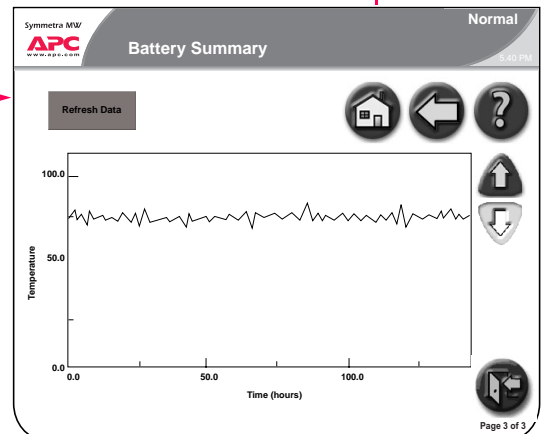 Symmetra MW
APC
www.apc.com
Battery Summary
Normal
5.40 PM
Refresh Data
?
100.0
50.0
0.0
Temperature
0.0
50.0
100.0
Time (hours)
Page 3 of 3